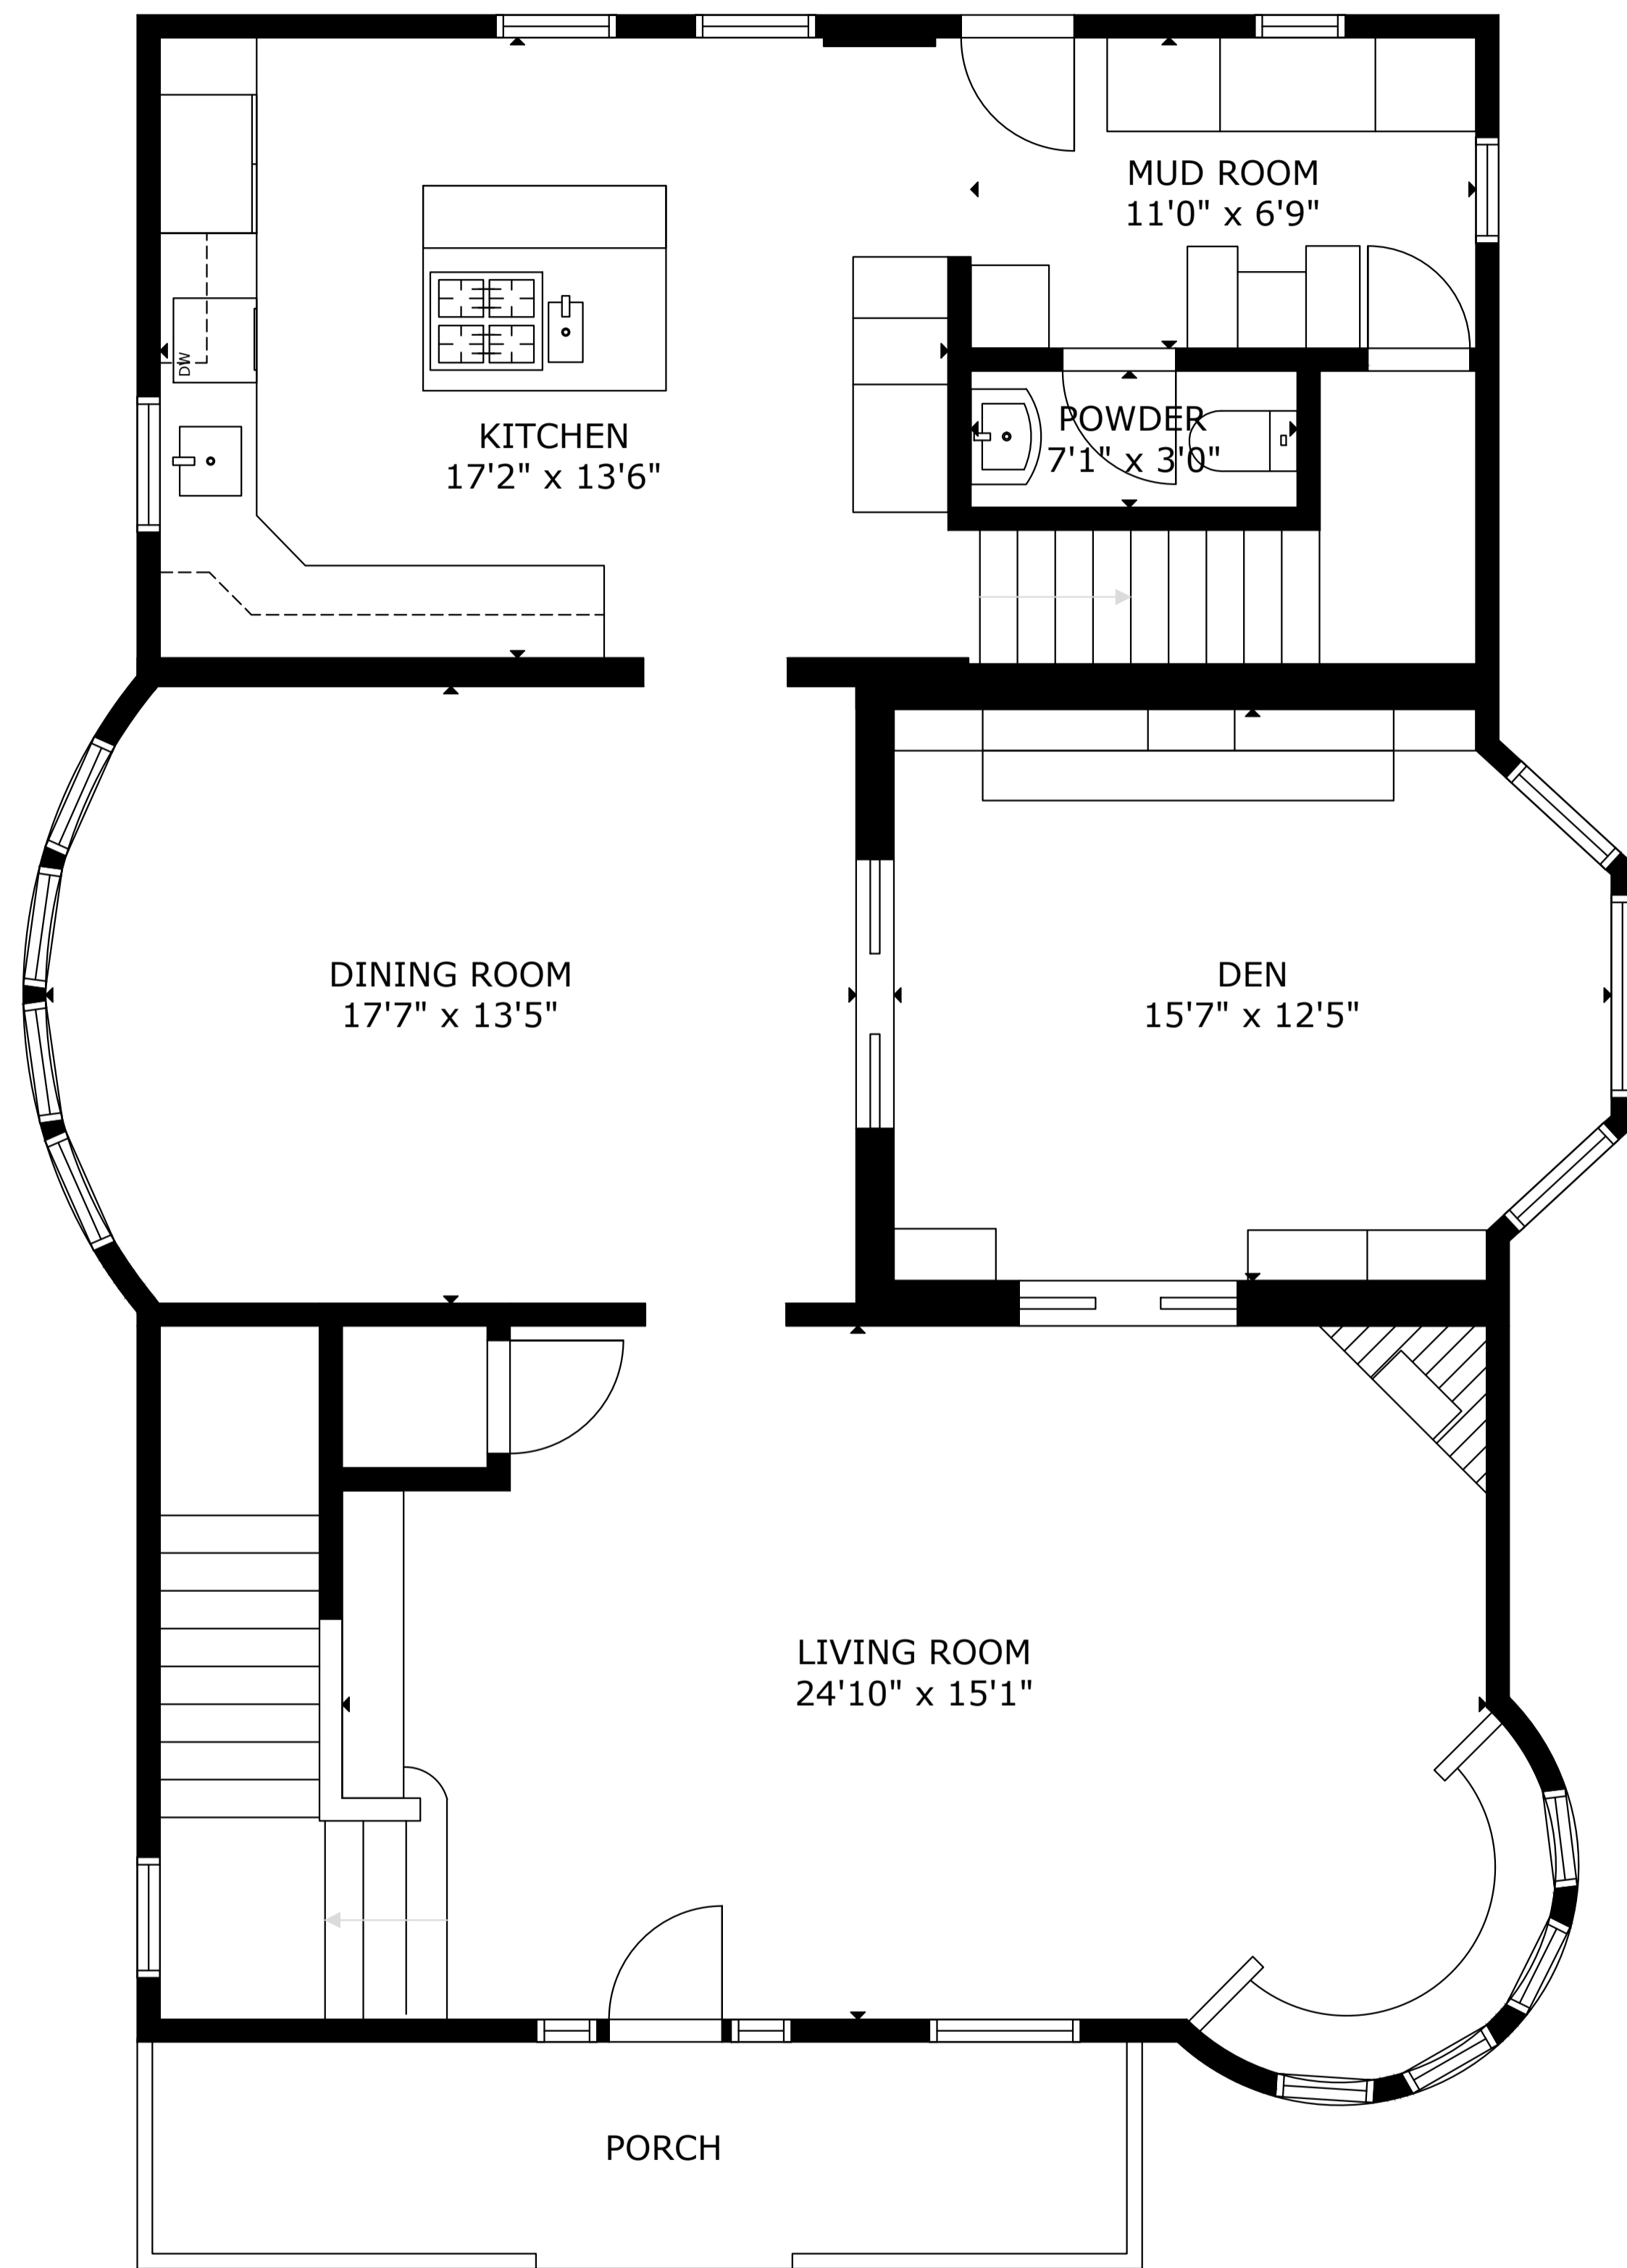 MUD ROOM
11'0" x 6'9"
DW
KITCHEN
17'2" x 13'6"
POWDER
7'1" x 3'0"
DINING ROOM
17'7" x 13'5"
DEN
15'7" x 12'5"
LIVING ROOM
24'10" x 15'1"
PORCH